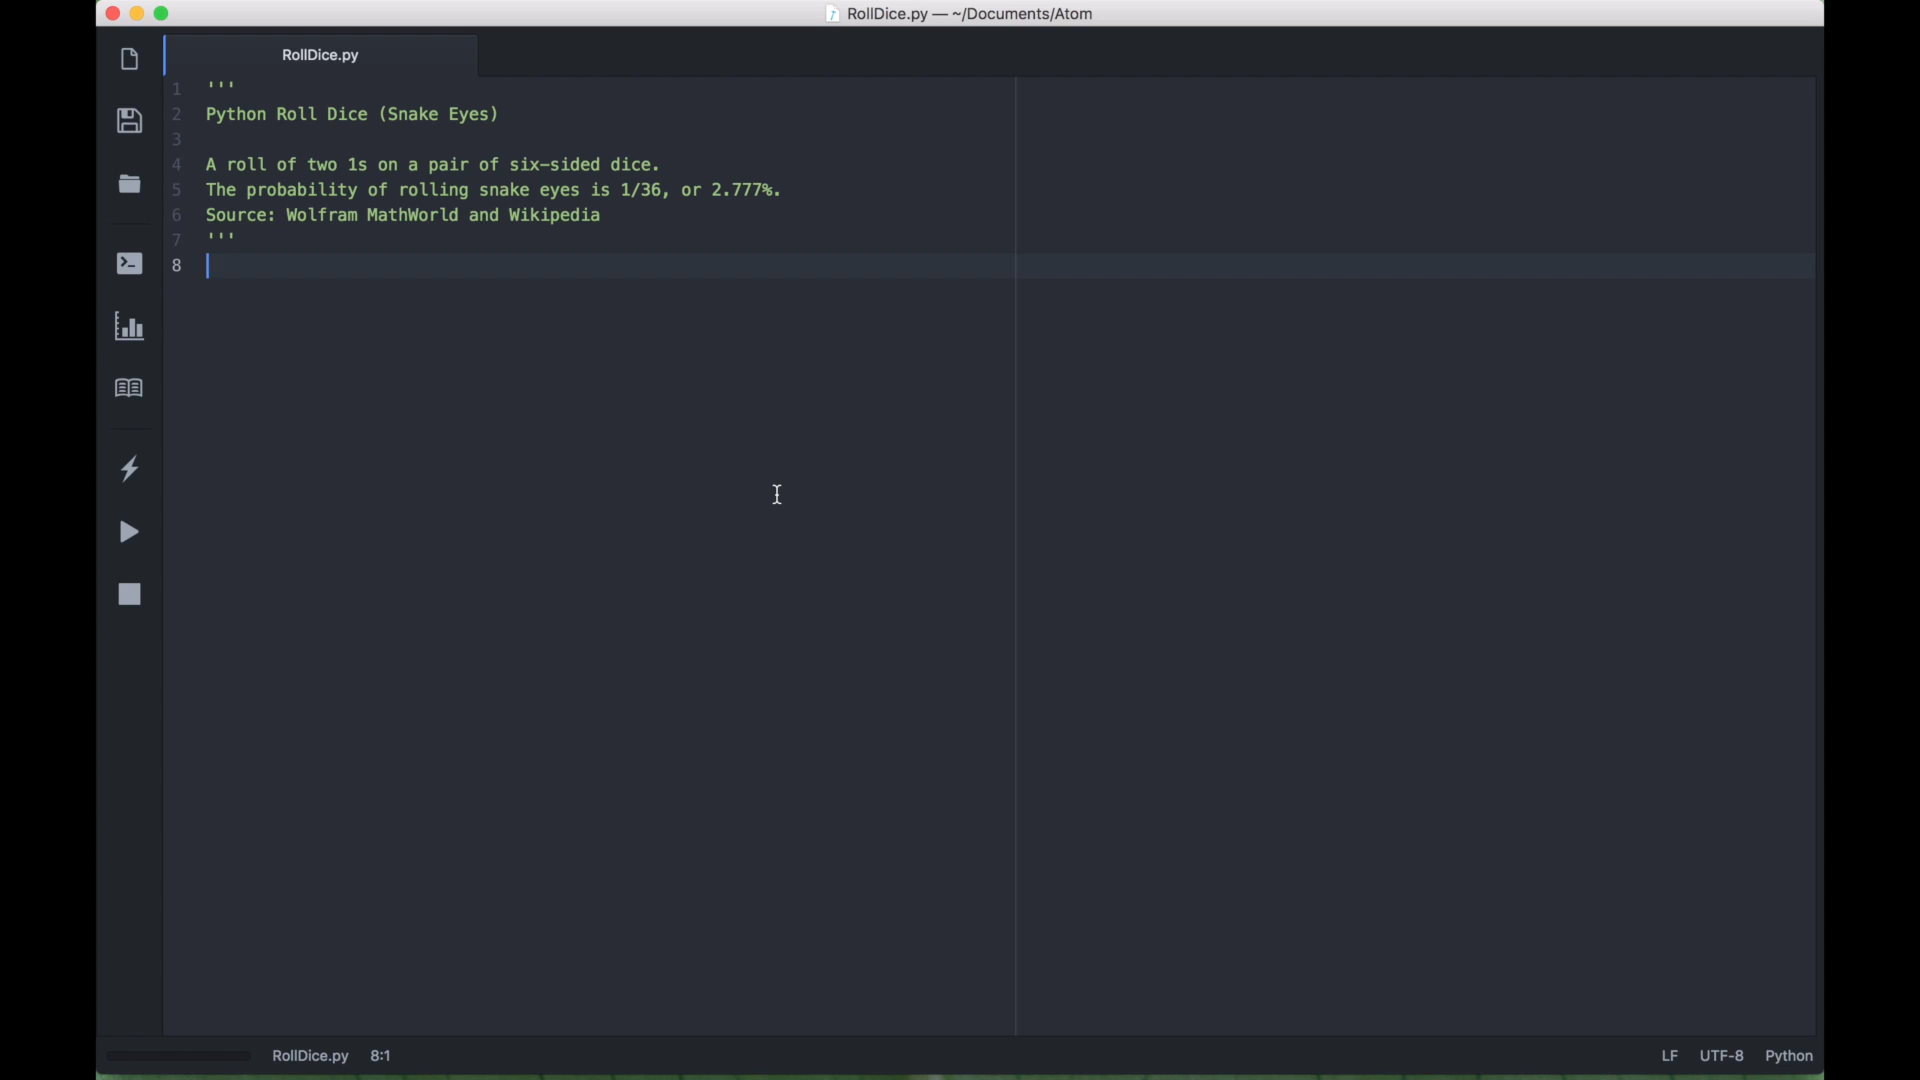 RollDice.py — ~/Documents/Atom
RollDice.py
1 '''
2 Python Roll Dice (Snake Eyes)
3
4 A roll of two 1s on a pair of six-sided dice.
5 The probability of rolling snake eyes is 1/36, or 2.777%.
6 Source: Wolfram MathWorld and Wikipedia
7 '''
8
RollDice.py 8:1 LF UTF-8 Python